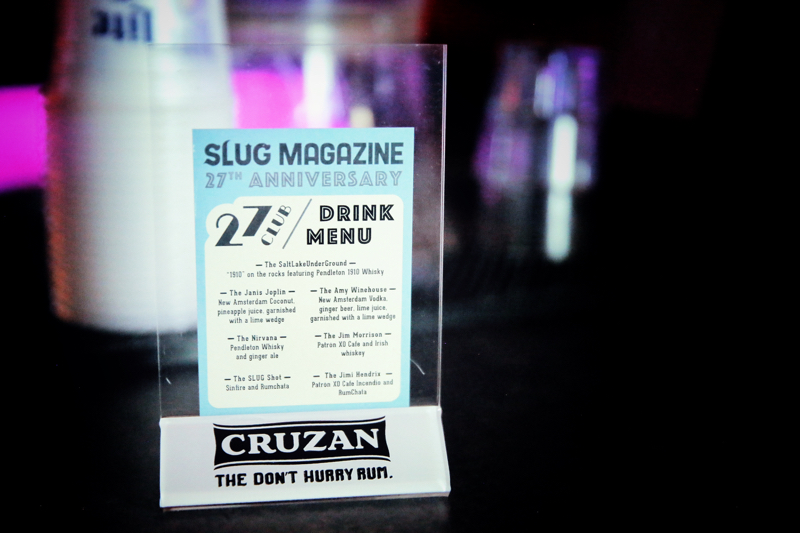 SLUG MAGAZINE
27TH ANNIVERSARY
27 CLUB / DRINK MENU
— The SaltLakeUnderGround —
"1910" on the rocks featuring Pendleton 1910 Whisky
— The Janis Joplin —
New Amsterdam Coconut,
pineapple juice, garnished
with a lime wedge
— The Amy Winehouse —
New Amsterdam Vodka,
ginger beer, lime juice,
garnished with a lime wedge
— The Nirvana —
Pendleton Whisky
and ginger ale
— The Jim Morrison —
Patron XO Cafe and Irish
whiskey
— The SLUG Shot —
Sinfire and Rumchata
— The Jimi Hendrix —
Patron XO Cafe Incendio and
RumChata
CRUZAN
THE DON'T HURRY RUM.